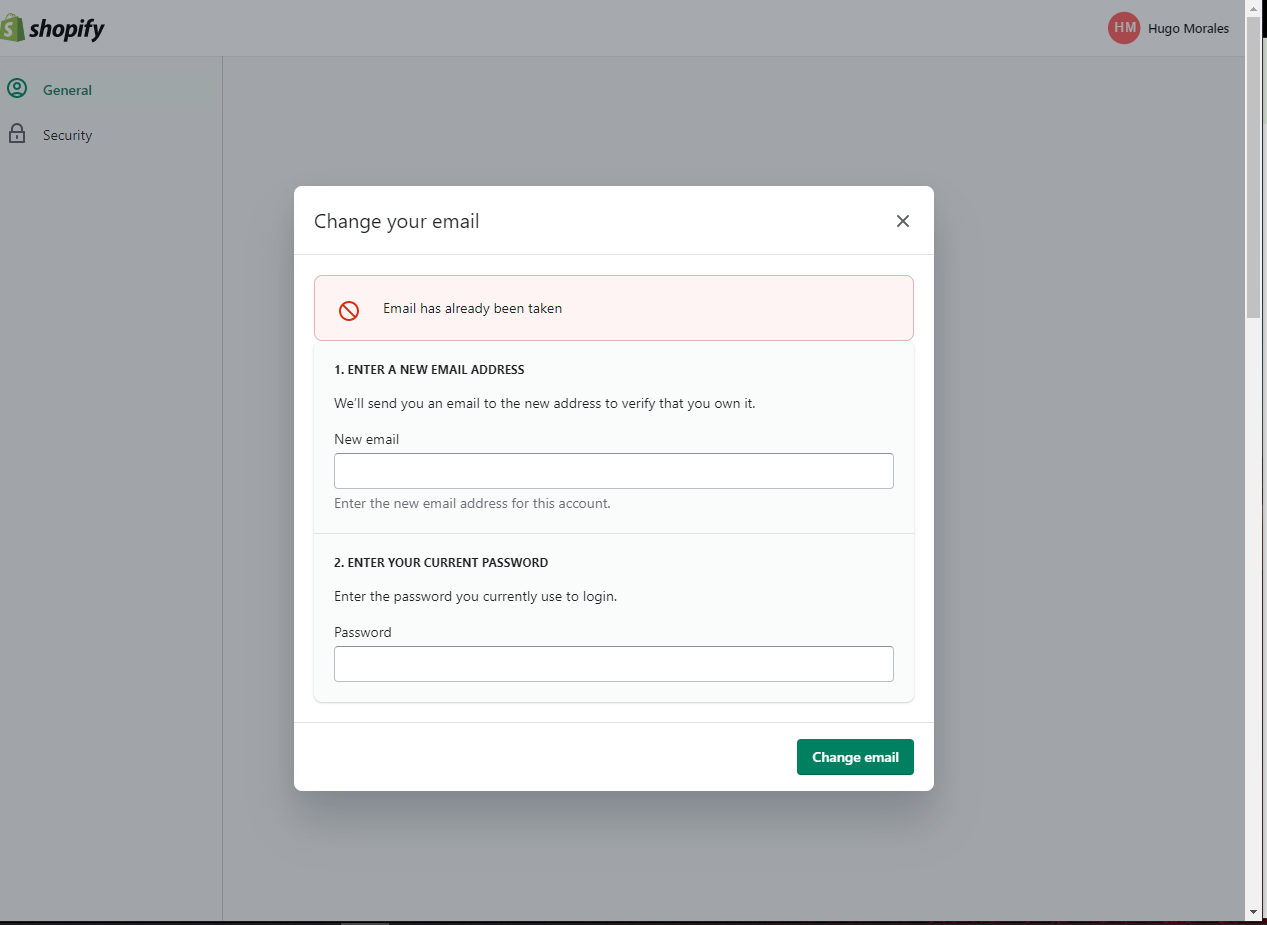 shopify
HM Hugo Morales
General
Security
Change your email
Email has already been taken
1. ENTER A NEW EMAIL ADDRESS
We'll send you an email to the new address to verify that you own it.
New email
Enter the new email address for this account.
2. ENTER YOUR CURRENT PASSWORD
Enter the password you currently use to login.
Password
Change email